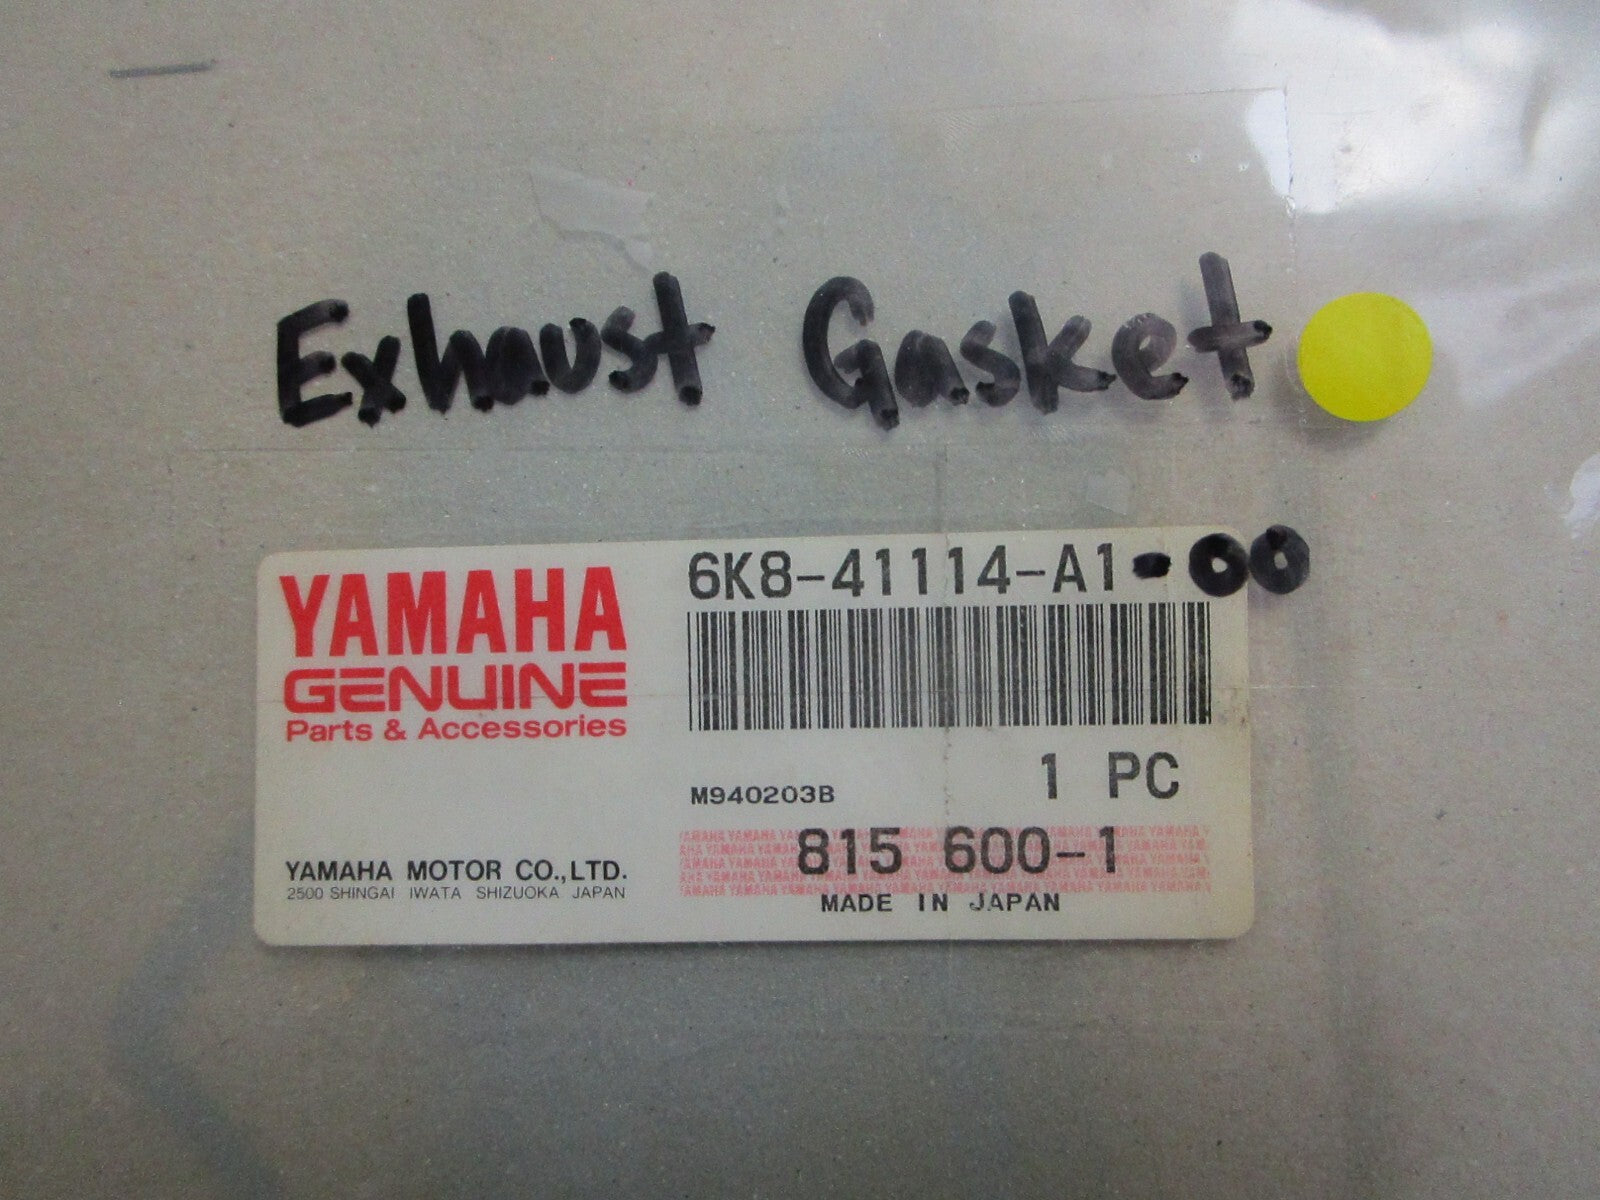 Exhaust Gasket
YAMAHA
GENUINE
Parts & Accessories
6K8-41114-A1-00
1 PC
M940203B
815 600-1
MADE IN JAPAN
YAMAHA MOTOR CO.,LTD.
2500 SHINGAI IWATA SHIZUOKA JAPAN